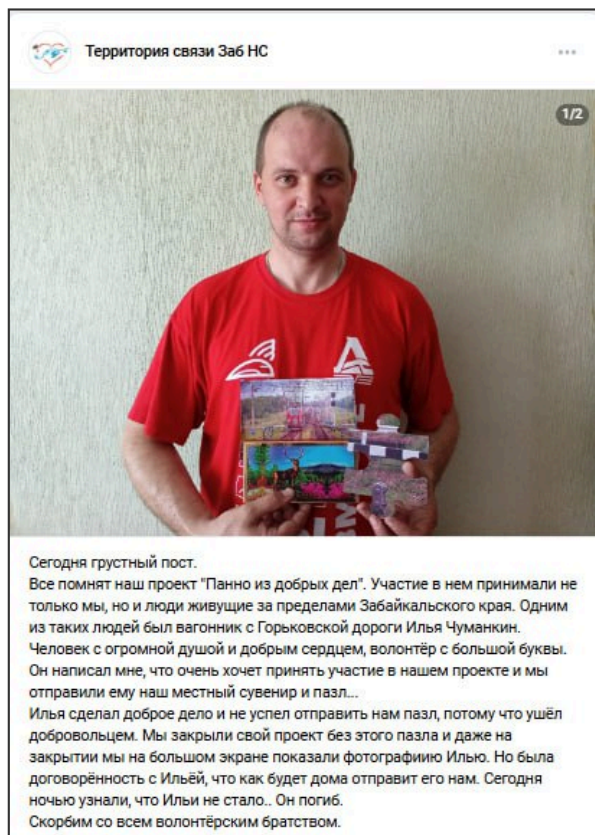 Территория связи Заб НС
1/2
Сегодня грустный пост.
Все помнят наш проект "Панно из добрых дел". Участие в нем принимали не
только мы, но и люди живущие за пределами Забайкальского края. Одним
из таких людей был вагонник с Горьковской дороги Илья Чуманкин.
Человек с огромной душой и добрым сердцем, волонтёр с большой буквы.
Он написал мне, что очень хочет принять участие в нашем проекте и мы
отправили ему наш местный сувенир и пазл...
Илья сделал доброе дело и не успел отправить нам пазл, потому что ушёл
добровольцем. Мы закрыли свой проект без этого пазла и даже на
закрытии мы на большом экране показали фотографиию Илью. Но была
договорённость с Ильёй, что как будет дома отправит его нам. Сегодня
ночью узнали, что Ильи не стало.. Он погиб.
Скорбим со всем волонтёрским братством.